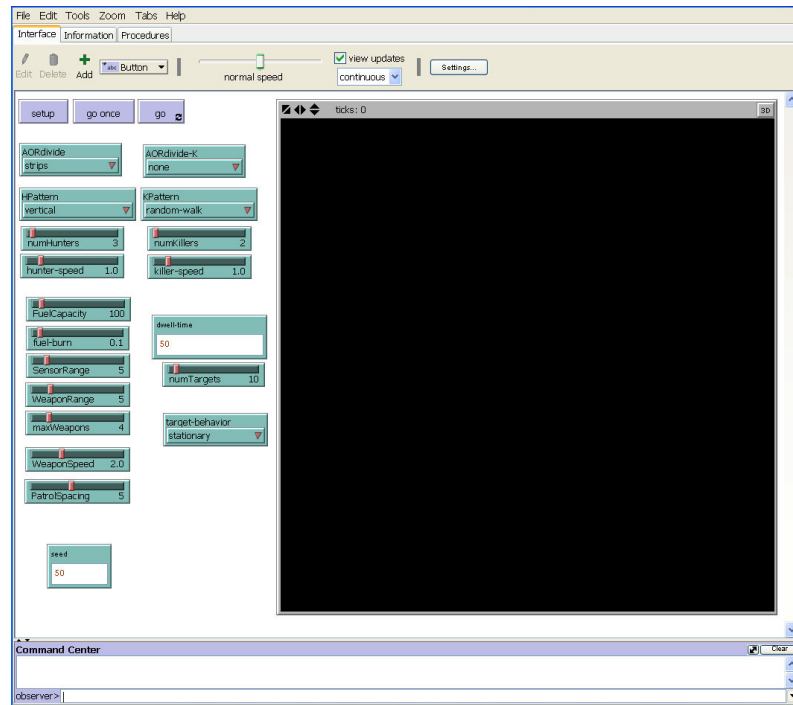 File Edit Tools Zoom Tabs Help
Interface Information Procedures
Edit Delete Add abc Button normal speed view updates continuous Settings...
setup go once go ticks: 0 3D
AORdivide
strips
AORdivide-K
none
HPattern
vertical
KPattern
random-walk
numHunters 3
numKillers 2
hunter-speed 1.0
killer-speed 1.0
FuelCapacity 100
fuel-burn 0.1
SensorRange 5
WeaponRange 5
maxWeapons 4
WeaponSpeed 2.0
PatrolSpacing 5
dwell-time
50
numTargets 10
target-behavior
stationary
seed
50
Command Center Clear
observer>